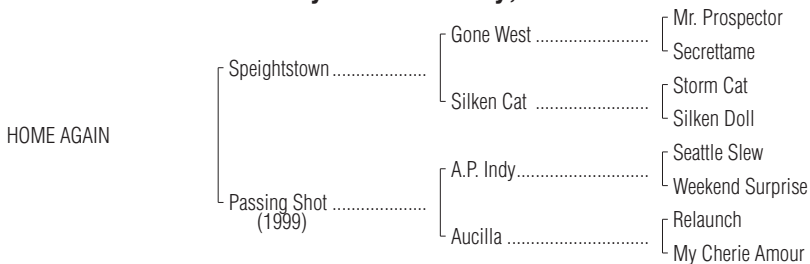 Mr. Prospector
Gone West
Secrettame
Speightstown
Storm Cat
Silken Cat
Silken Doll
HOME AGAIN
Seattle Slew
A.P. Indy
Weekend Surprise
Passing Shot
(1999)
Relaunch
Aucilla
My Cherie Amour